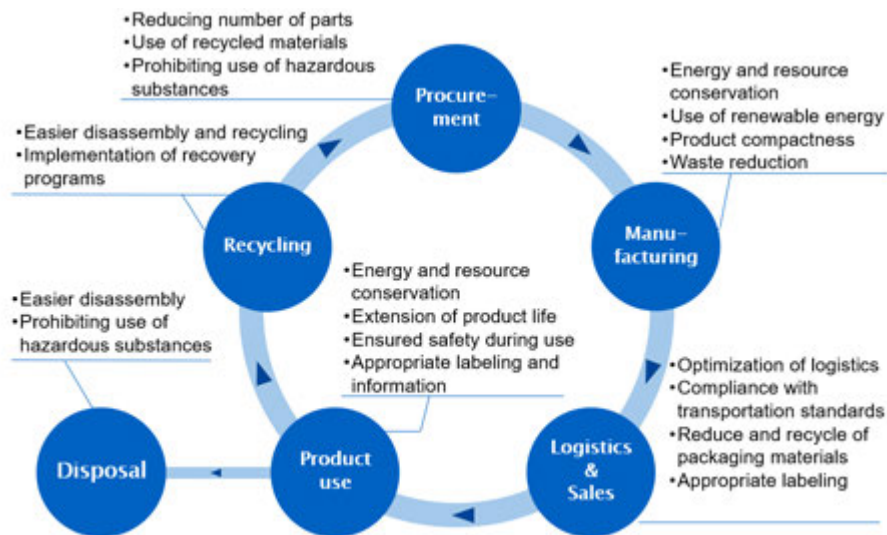 •Reducing number of parts
•Use of recycled materials
•Prohibiting use of hazardous
substances
Procure–
ment
•Energy and resource
conservation
•Use of renewable energy
•Product compactness
•Waste reduction
Manu–
facturing
•Easier disassembly and recycling
•Implementation of recovery
programs
Recycling
•Energy and resource
conservation
•Extension of product life
•Ensured safety during use
•Appropriate labeling and
information
•Easier disassembly
•Prohibiting use of
hazardous substances
•Optimization of logistics
•Compliance with
transportation standards
•Reduce and recycle of
packaging materials
•Appropriate labeling
Disposal
Product
use
Logistics
&
Sales